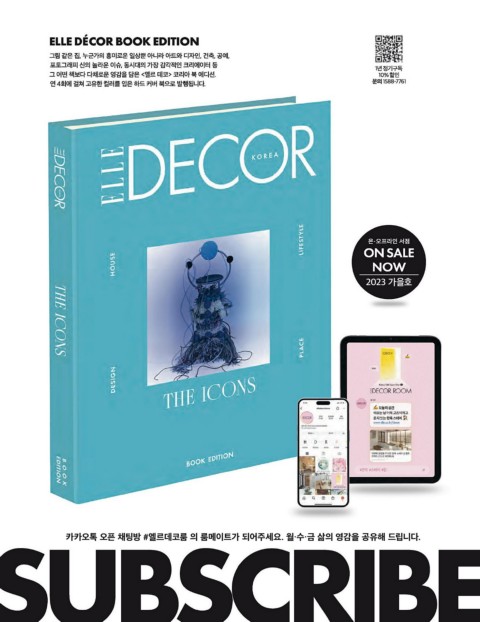 ELLE DÉCOR BOOK EDITION
그림 같은 집, 누군가의 흥미로운 일상뿐 아니라 아트와 디자인, 건축, 공예,
포토그래피 신의 놀라운 이슈, 동시대의 가장 감각적인 크리에이터 등
그 어떤 책보다 다채로운 영감을 담은 <엘르 데코> 코리아 북 에디션.
연 4회에 걸쳐 고유한 컬러를 입은 하드 커버 북으로 발행됩니다.
1년 정기구독
10% 할인
문의 1588-7761
ELLE DECOR
KOREA
ELLE DECOR
HOUSE
LIFESTYLE
THE ICONS
DESIGN
PLACE
THE ICONS
BOOK EDITION
BOOK
EDITION
온·오프라인 서점
ON SALE
NOW
2023 가을호
DECOR ROOM
카카오톡 오픈 채팅방 #엘르데코룸 의 룸메이트가 되어주세요. 월·수·금 삶의 영감을 공유해 드립니다.
SUBSCRIBE